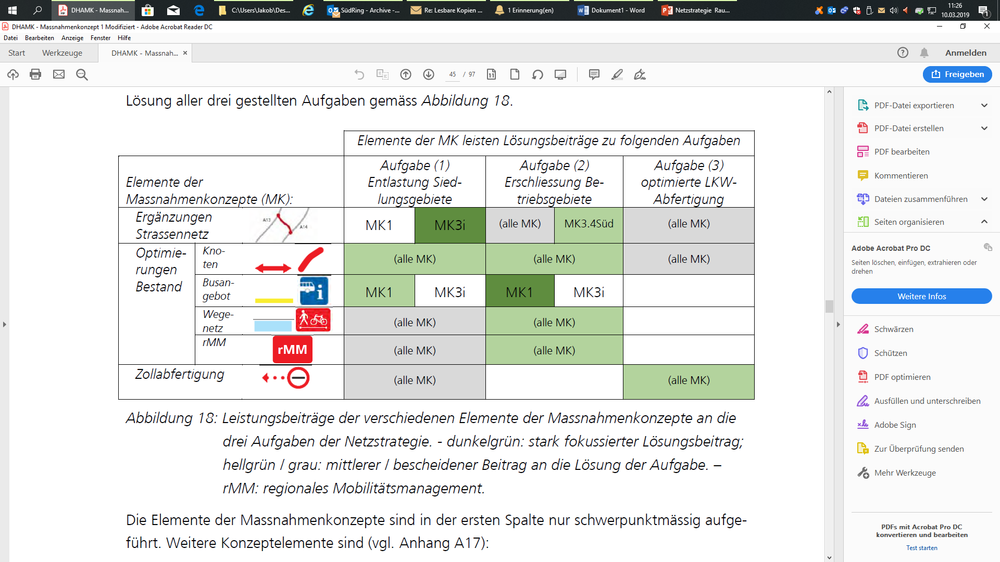 DHAMK - Massnah...
C:\Users\Jakob\Des...
SüdRing - Archive -...
Re: Lesbare Kopien ...
1 Erinnerung(en)
Dokument1 - Word
Netzstrategie Rau...
11:26
10.03.2019
1
DHAMK - Massnahmenkonzept 1 Modifiziert - Adobe Acrobat Reader DC
Datei Bearbeiten Anzeige Fenster Hilfe
Start Werkzeuge DHAMK - Massnah... × Anmelden
45 / 97 Freigeben
Lösung aller drei gestellten Aufgaben gemäss Abbildung 18.
Elemente der MK leisten Lösungsbeiträge zu folgenden Aufgaben
Elemente der
Massnahmenkonzepte (MK):
Aufgabe (1)
Entlastung Sied-
lungsgebiete
Aufgabe (2)
Erschliessung Be-
triebsgebiete
Aufgabe (3)
optimierte LKW-
Abfertigung
Ergänzungen
Strassennetz
A13
A14
MK1 MK3i (alle MK) MK3.4Süd (alle MK)
Optimie-
rungen
Bestand
Kno-
ten
(alle MK) (alle MK) (alle MK)
Busan-
gebot
i
MK1 MK3i MK1 MK3i
Wege-
netz
(alle MK) (alle MK)
rMM
rMM
(alle MK) (alle MK)
Zollabfertigung
(alle MK) (alle MK)
Abbildung 18: Leistungsbeiträge der verschiedenen Elemente der Massnahmenkonzepte an die
drei Aufgaben der Netzstrategie. - dunkelgrün: stark fokussierter Lösungsbeitrag;
hellgrün / grau: mittlerer / bescheidener Beitrag an die Lösung der Aufgabe. –
rMM: regionales Mobilitätsmanagement.
Die Elemente der Massnahmenkonzepte sind in der ersten Spalte nur schwerpunktmässig aufge-
führt. Weitere Konzeptelemente sind (vgl. Anhang A17):
PDF-Datei exportieren
PDF-Datei erstellen
PDF bearbeiten
Kommentieren
Dateien zusammenführen
Seiten organisieren
Adobe Acrobat Pro DC
Seiten löschen, einfügen, extrahieren oder
drehen
Weitere Infos
Schwärzen
Schützen
PDF optimieren
Ausfüllen und unterschreiben
Adobe Sign
Zur Überprüfung senden
Mehr Werkzeuge
PDFs mit Acrobat Pro DC
konvertieren und bearbeiten
Test starten